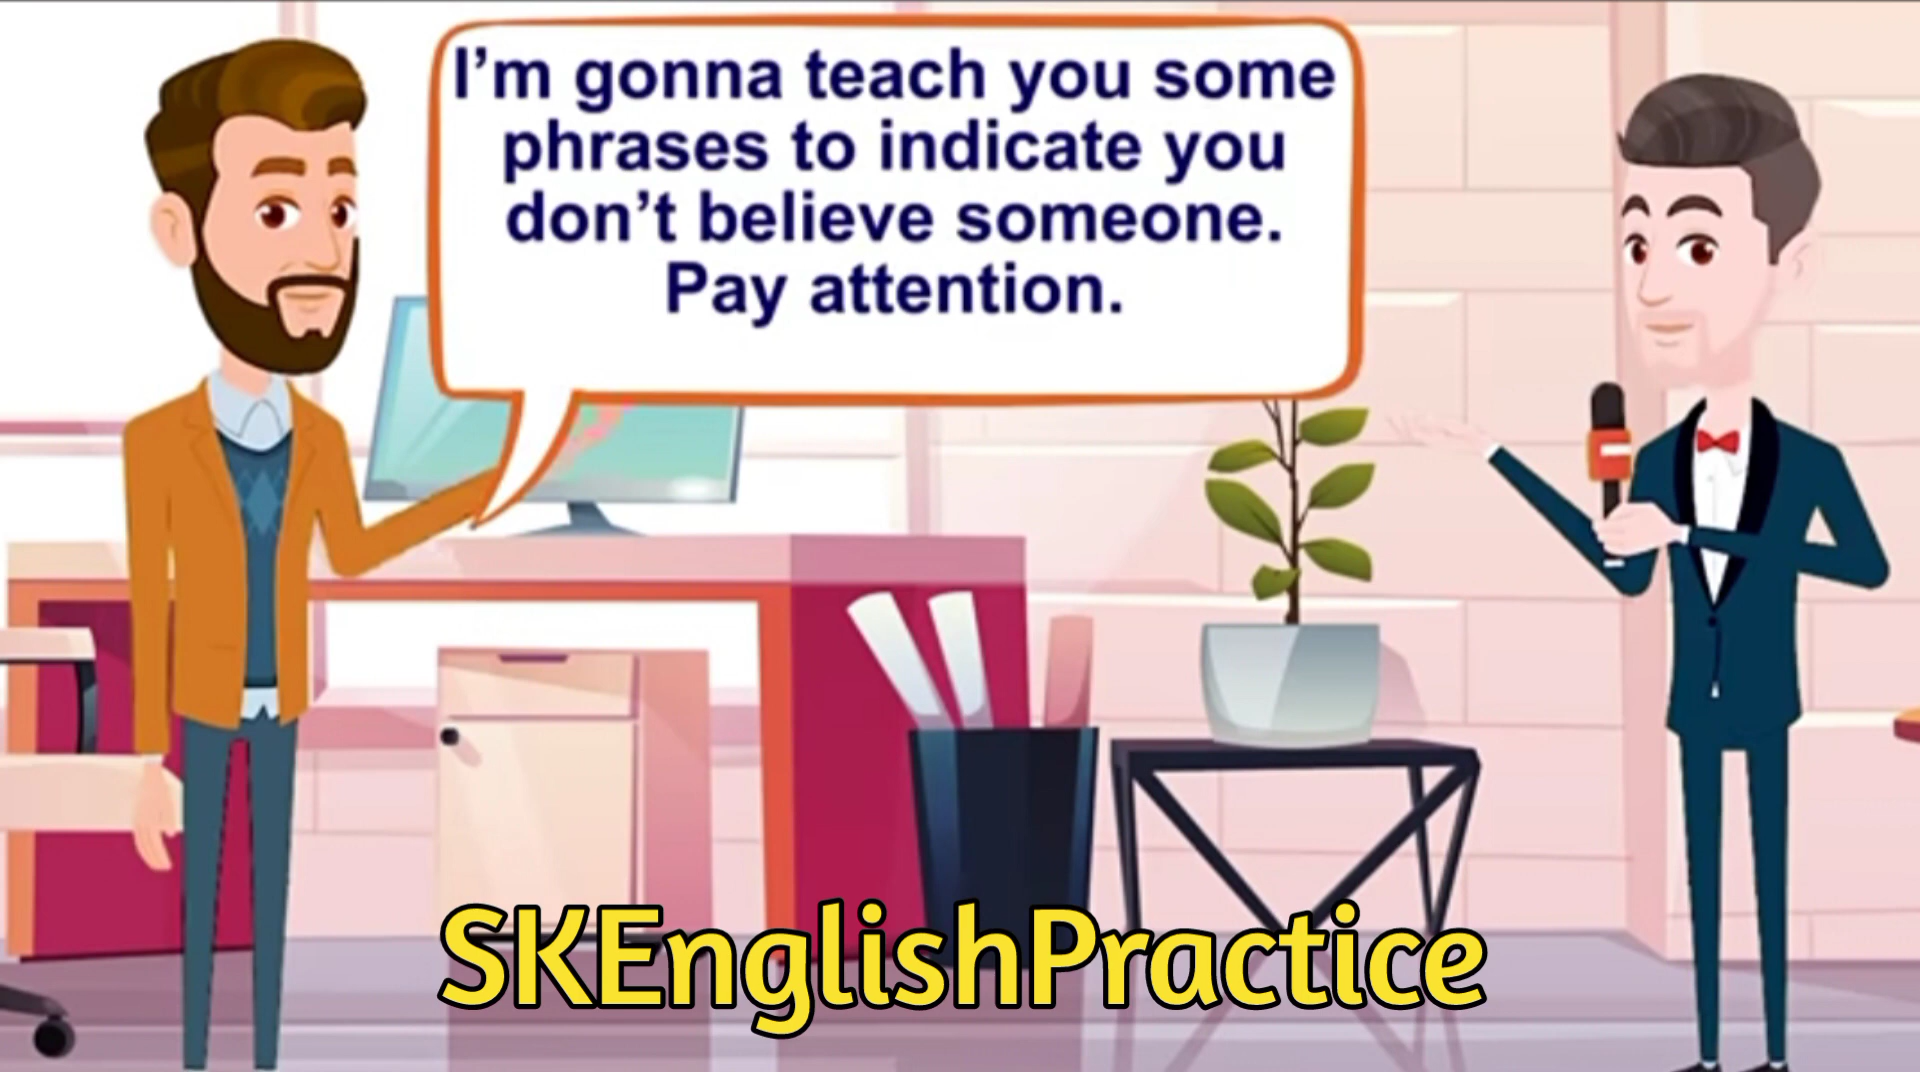 I’m gonna teach you some
phrases to indicate you
don’t believe someone.
Pay attention.
SKEnglishPractice